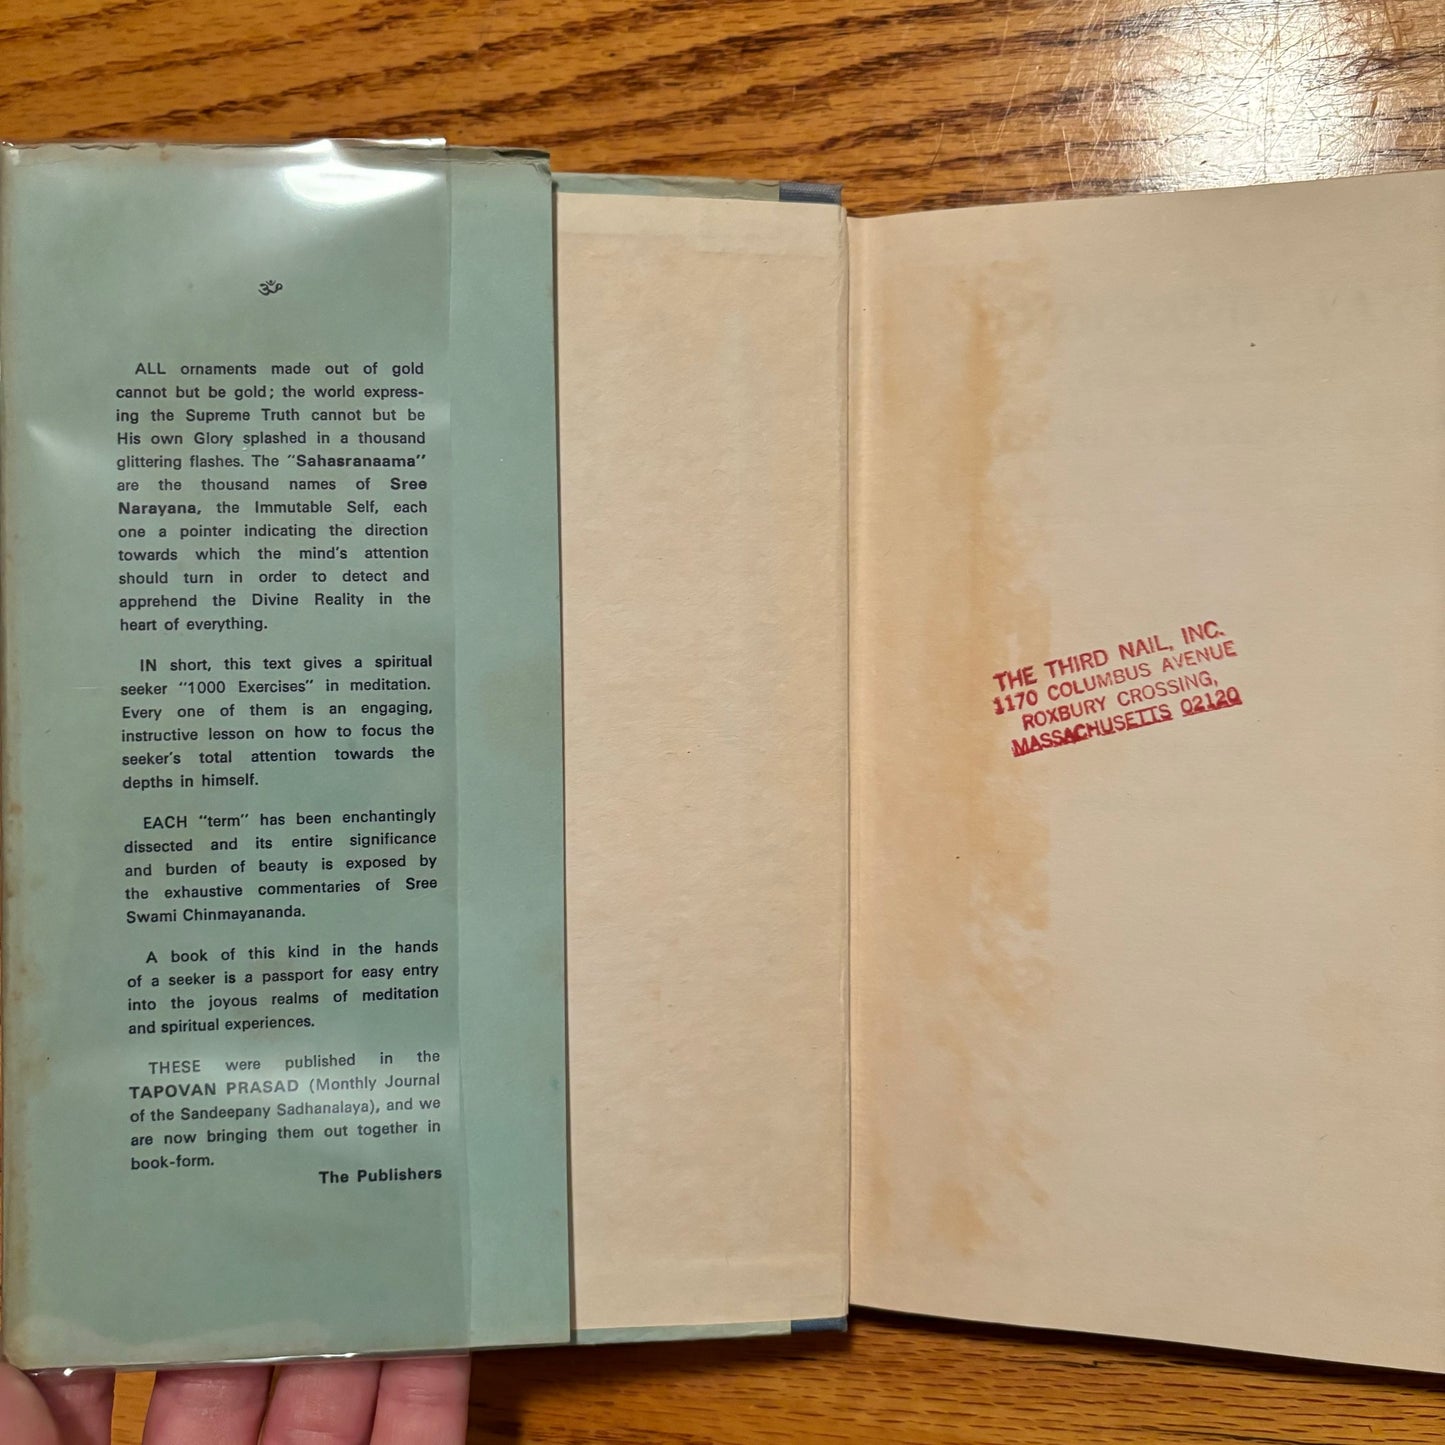 ॐ
ALL ornaments made out of gold
cannot but be gold; the world express-
ing the Supreme Truth cannot but be
His own Glory splashed in a thousand
glittering flashes. The "Sahasranaama"
are the thousand names of Sree
Narayana, the Immutable Self, each
one a pointer indicating the direction
towards which the mind's attention
should turn in order to detect and
apprehend the Divine Reality in the
heart of everything.
IN short, this text gives a spiritual
seeker "1000 Exercises" in meditation.
Every one of them is an engaging,
instructive lesson on how to focus the
seeker's total attention towards the
depths in himself.
EACH "term" has been enchantingly
dissected and its entire significance
and burden of beauty is exposed by
the exhaustive commentaries of Sree
Swami Chinmayananda.
A book of this kind in the hands
of a seeker is a passport for easy entry
into the joyous realms of meditation
and spiritual experiences.
THESE were published in the
TAPOVAN PRASAD (Monthly Journal
of the Sandeepany Sadhanalaya), and we
are now bringing them out together in
book-form.
The Publishers
THE THIRD NAIL, INC.
1170 COLUMBUS AVENUE
ROXBURY CROSSING,
MASSACHUSETTS 02120